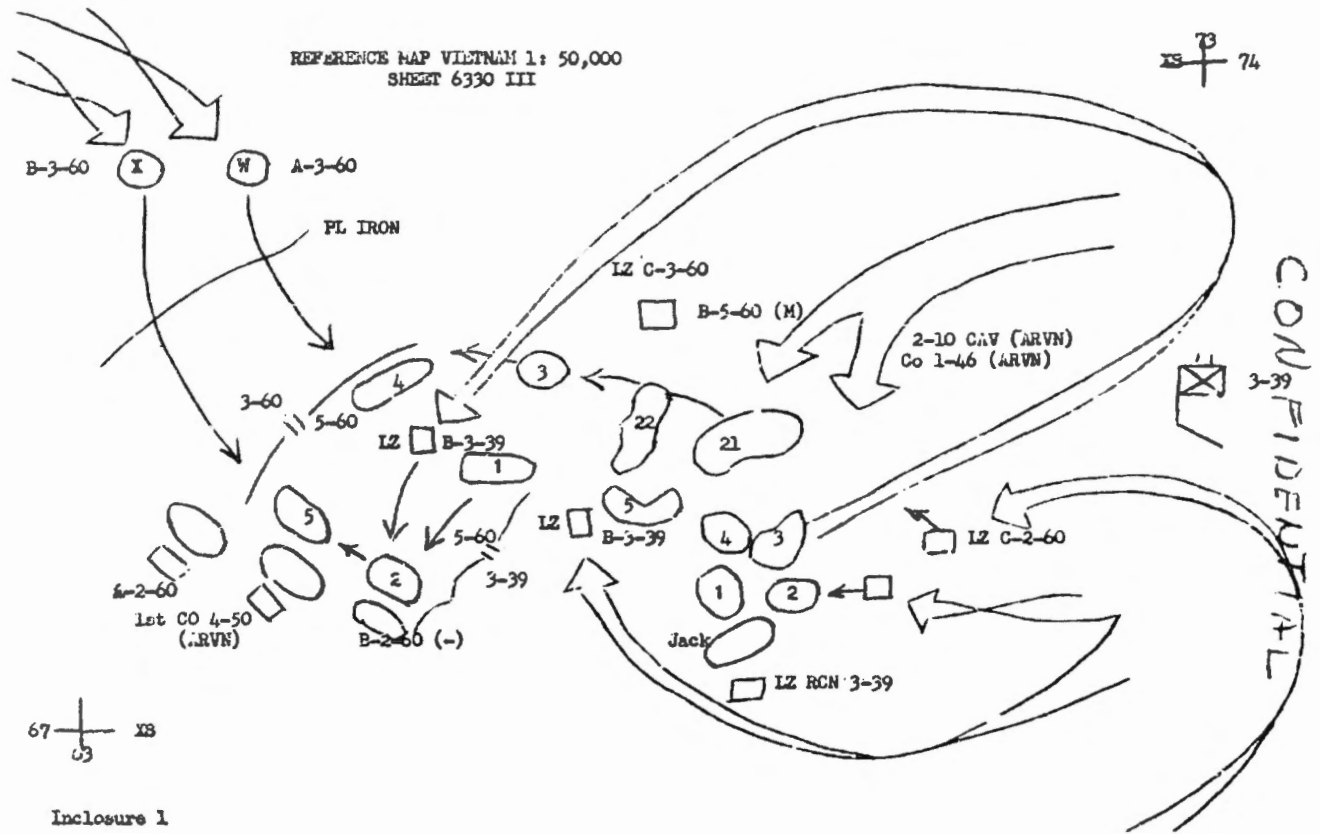 REFERENCE MAP VIETNAM 1: 50,000
SHEET 6330 III
73
XS 74
B-3-60 X W A-3-60
PL IRON
LZ C-3-60
B-5-60 (M)
2-10 CAV (ARVN)
Co 1-46 (ARVN)
3-39
CONFIDENTIAL
4
3
3-60
5-60
22
21
LZ B-3-39
1
5
5
LZ
B-3-39
4
3
LZ C-2-60
5-60
3-39
2
1
2
A-2-60
1st CO 4-50
(ARVN)
B-2-60 (-)
Jack
LZ RCN 3-39
67 XS
63
Inclosure 1